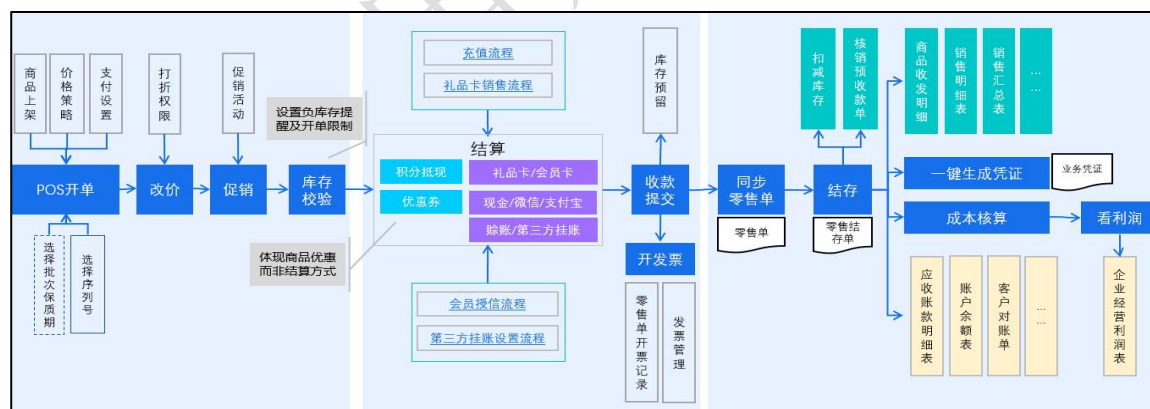 商品上架
价格策略
支付设置
打折权限
促销活动
设置负库存提
醒及开单限制
POS开单
改价
促销
库存
校验
选择批次保质期
选择序列号
充值流程
礼品卡销售流程
结算
积分抵现
优惠券
礼品卡/会员卡
现金/微信/支付宝
赊账/第三方挂账
体现商品优惠
而非结算方式
会员授信流程
第三方挂账设置流程
库存预留
收款
提交
开发票
零售单开票记录
发票管理
同步
零售单
零售单
结存
零售结
存单
扣减库存
核销预收款单
商品收发明细
销售明细表
销售汇总表
……
一键生成凭证
业务凭证
成本核算
看利润
应收账款明细表
账户余额表
客户对账单
……
企业经营利润表